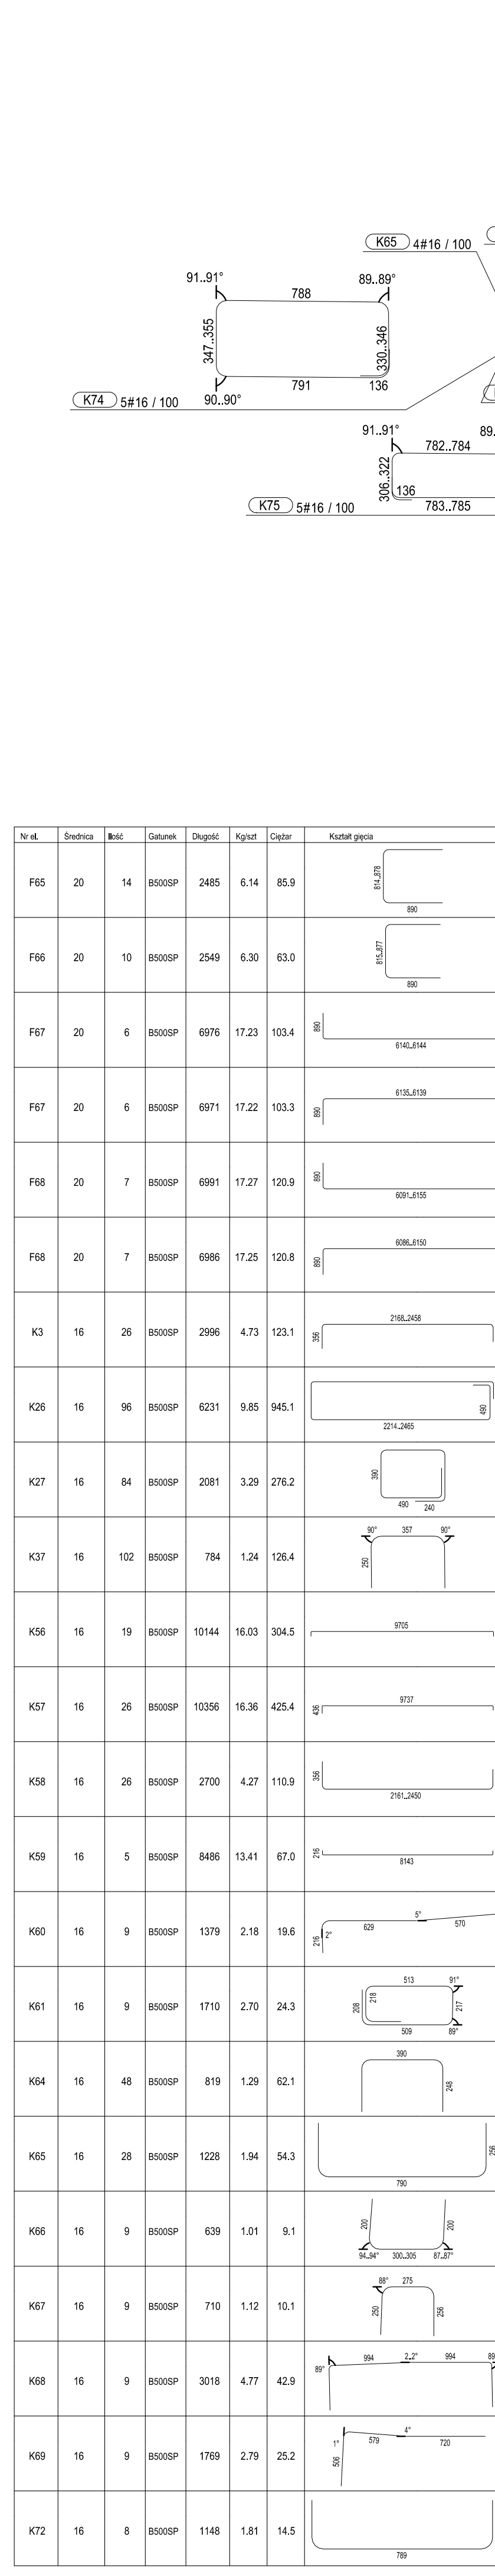 K65 4#16 / 100
91..91° 89..89°
788
347..355 330..346
791 136
K74 5#16 / 100 90..90°
91..91° 89..
782..784
306..322 136
K75 5#16 / 100 783..785
Nr el. Średnica Ilość Gatunek Długość Kg/szt Ciężar Kształt gięcia
F65 20 14 B500SP 2485 6.14 85.9 814..878 890
F66 20 10 B500SP 2549 6.30 63.0 815..877 890
F67 20 6 B500SP 6976 17.23 103.4 890 6140..6144
F67 20 6 B500SP 6971 17.22 103.3 890 6135..6139
F68 20 7 B500SP 6991 17.27 120.9 890 6091..6155
F68 20 7 B500SP 6986 17.25 120.8 890 6086..6150
K3 16 26 B500SP 2996 4.73 123.1 356 2168..2458
K26 16 96 B500SP 6231 9.85 945.1 2214..2465 490
K27 16 84 B500SP 2081 3.29 276.2 390 490 240
K37 16 102 B500SP 784 1.24 126.4 90° 357 90° 250
K56 16 19 B500SP 10144 16.03 304.5 9705
K57 16 26 B500SP 10356 16.36 425.4 436 9737
K58 16 26 B500SP 2700 4.27 110.9 356 2161..2450
K59 16 5 B500SP 8486 13.41 67.0 216 8143
K60 16 9 B500SP 1379 2.18 19.6 216 2° 629 5° 570
K61 16 9 B500SP 1710 2.70 24.3 208 218 513 91° 217 509 89°
K64 16 48 B500SP 819 1.29 62.1 390 248
K65 16 28 B500SP 1228 1.94 54.3 790 256
K66 16 9 B500SP 639 1.01 9.1 200 200 94..94° 300..305 87..87°
K67 16 9 B500SP 710 1.12 10.1 88° 275 250 256
K68 16 9 B500SP 3018 4.77 42.9 89° 994 2..2° 994 89
K69 16 9 B500SP 1769 2.79 25.2 1° 506 579 4° 720
K72 16 8 B500SP 1148 1.81 14.5 789